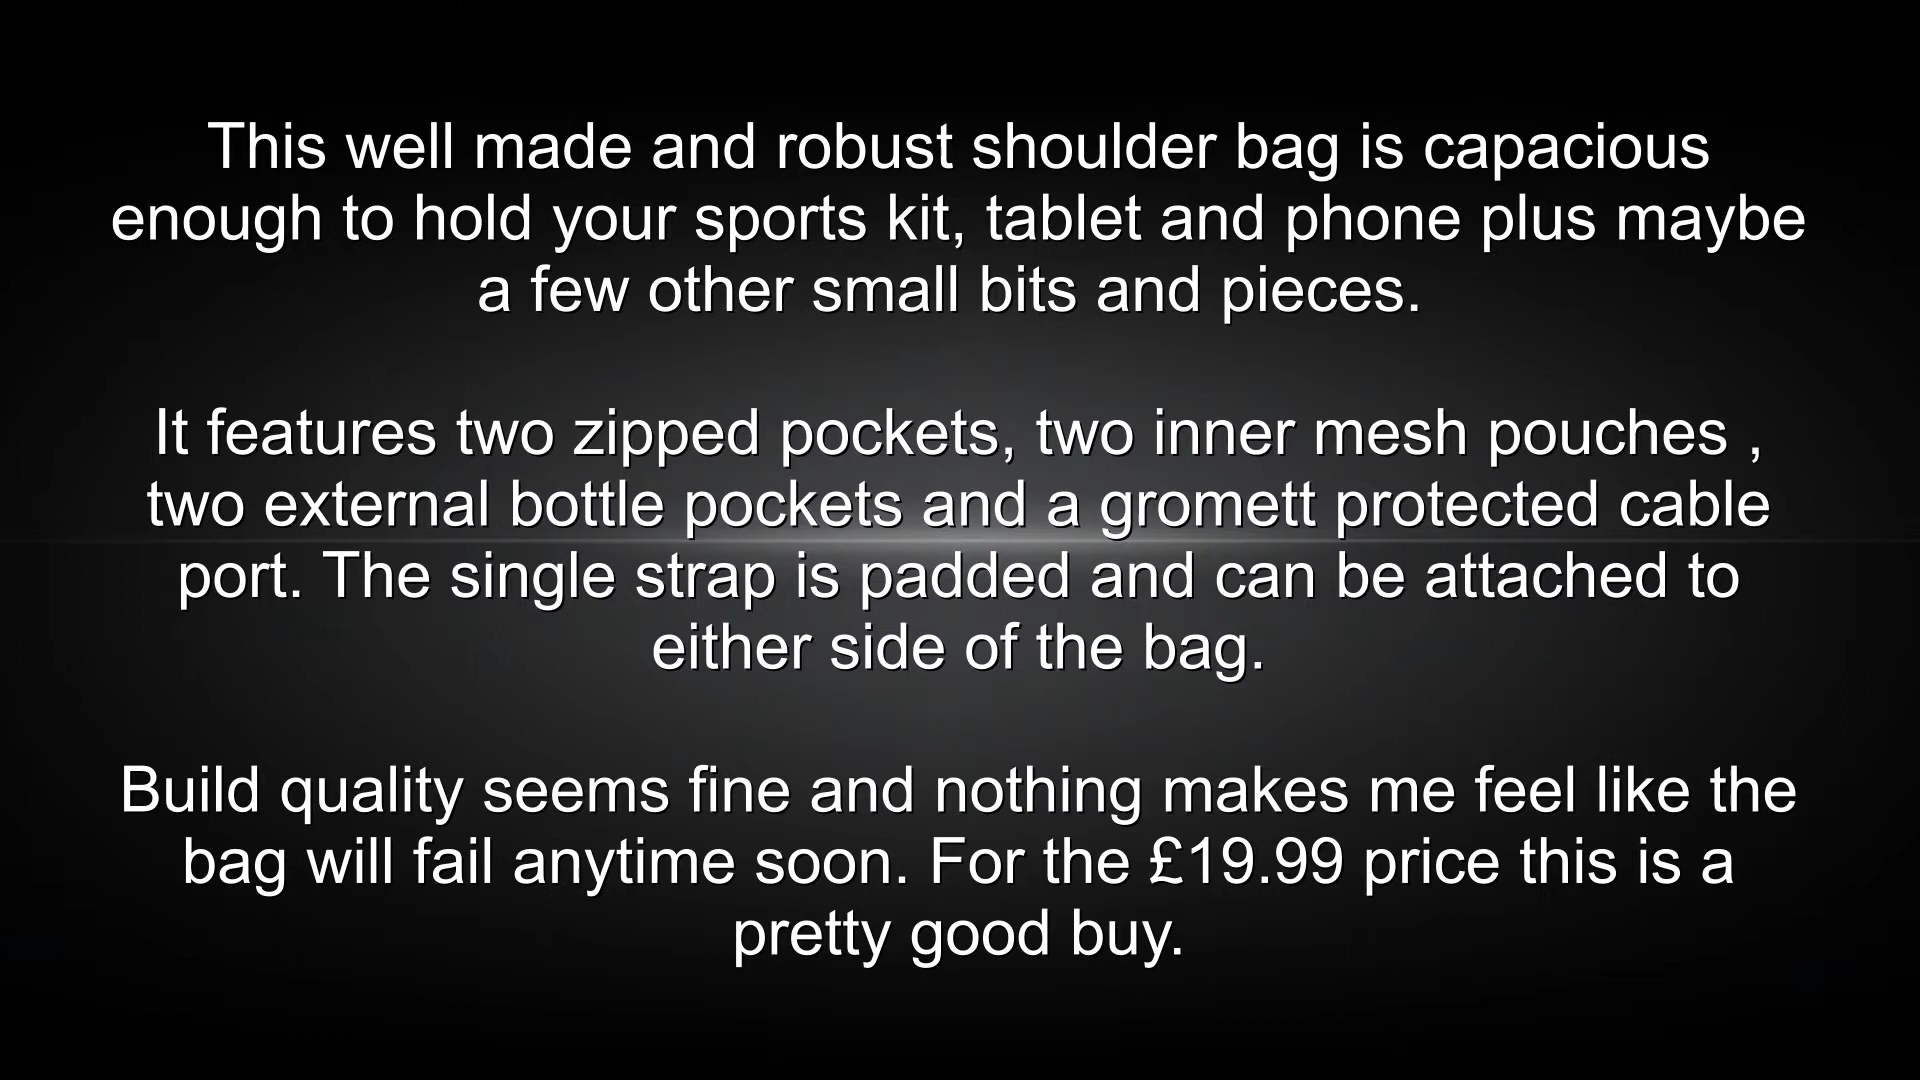 This well made and robust shoulder bag is capacious
enough to hold your sports kit, tablet and phone plus maybe
a few other small bits and pieces.
It features two zipped pockets, two inner mesh pouches ,
two external bottle pockets and a gromett protected cable
port. The single strap is padded and can be attached to
either side of the bag.
Build quality seems fine and nothing makes me feel like the
bag will fail anytime soon. For the £19.99 price this is a
pretty good buy.